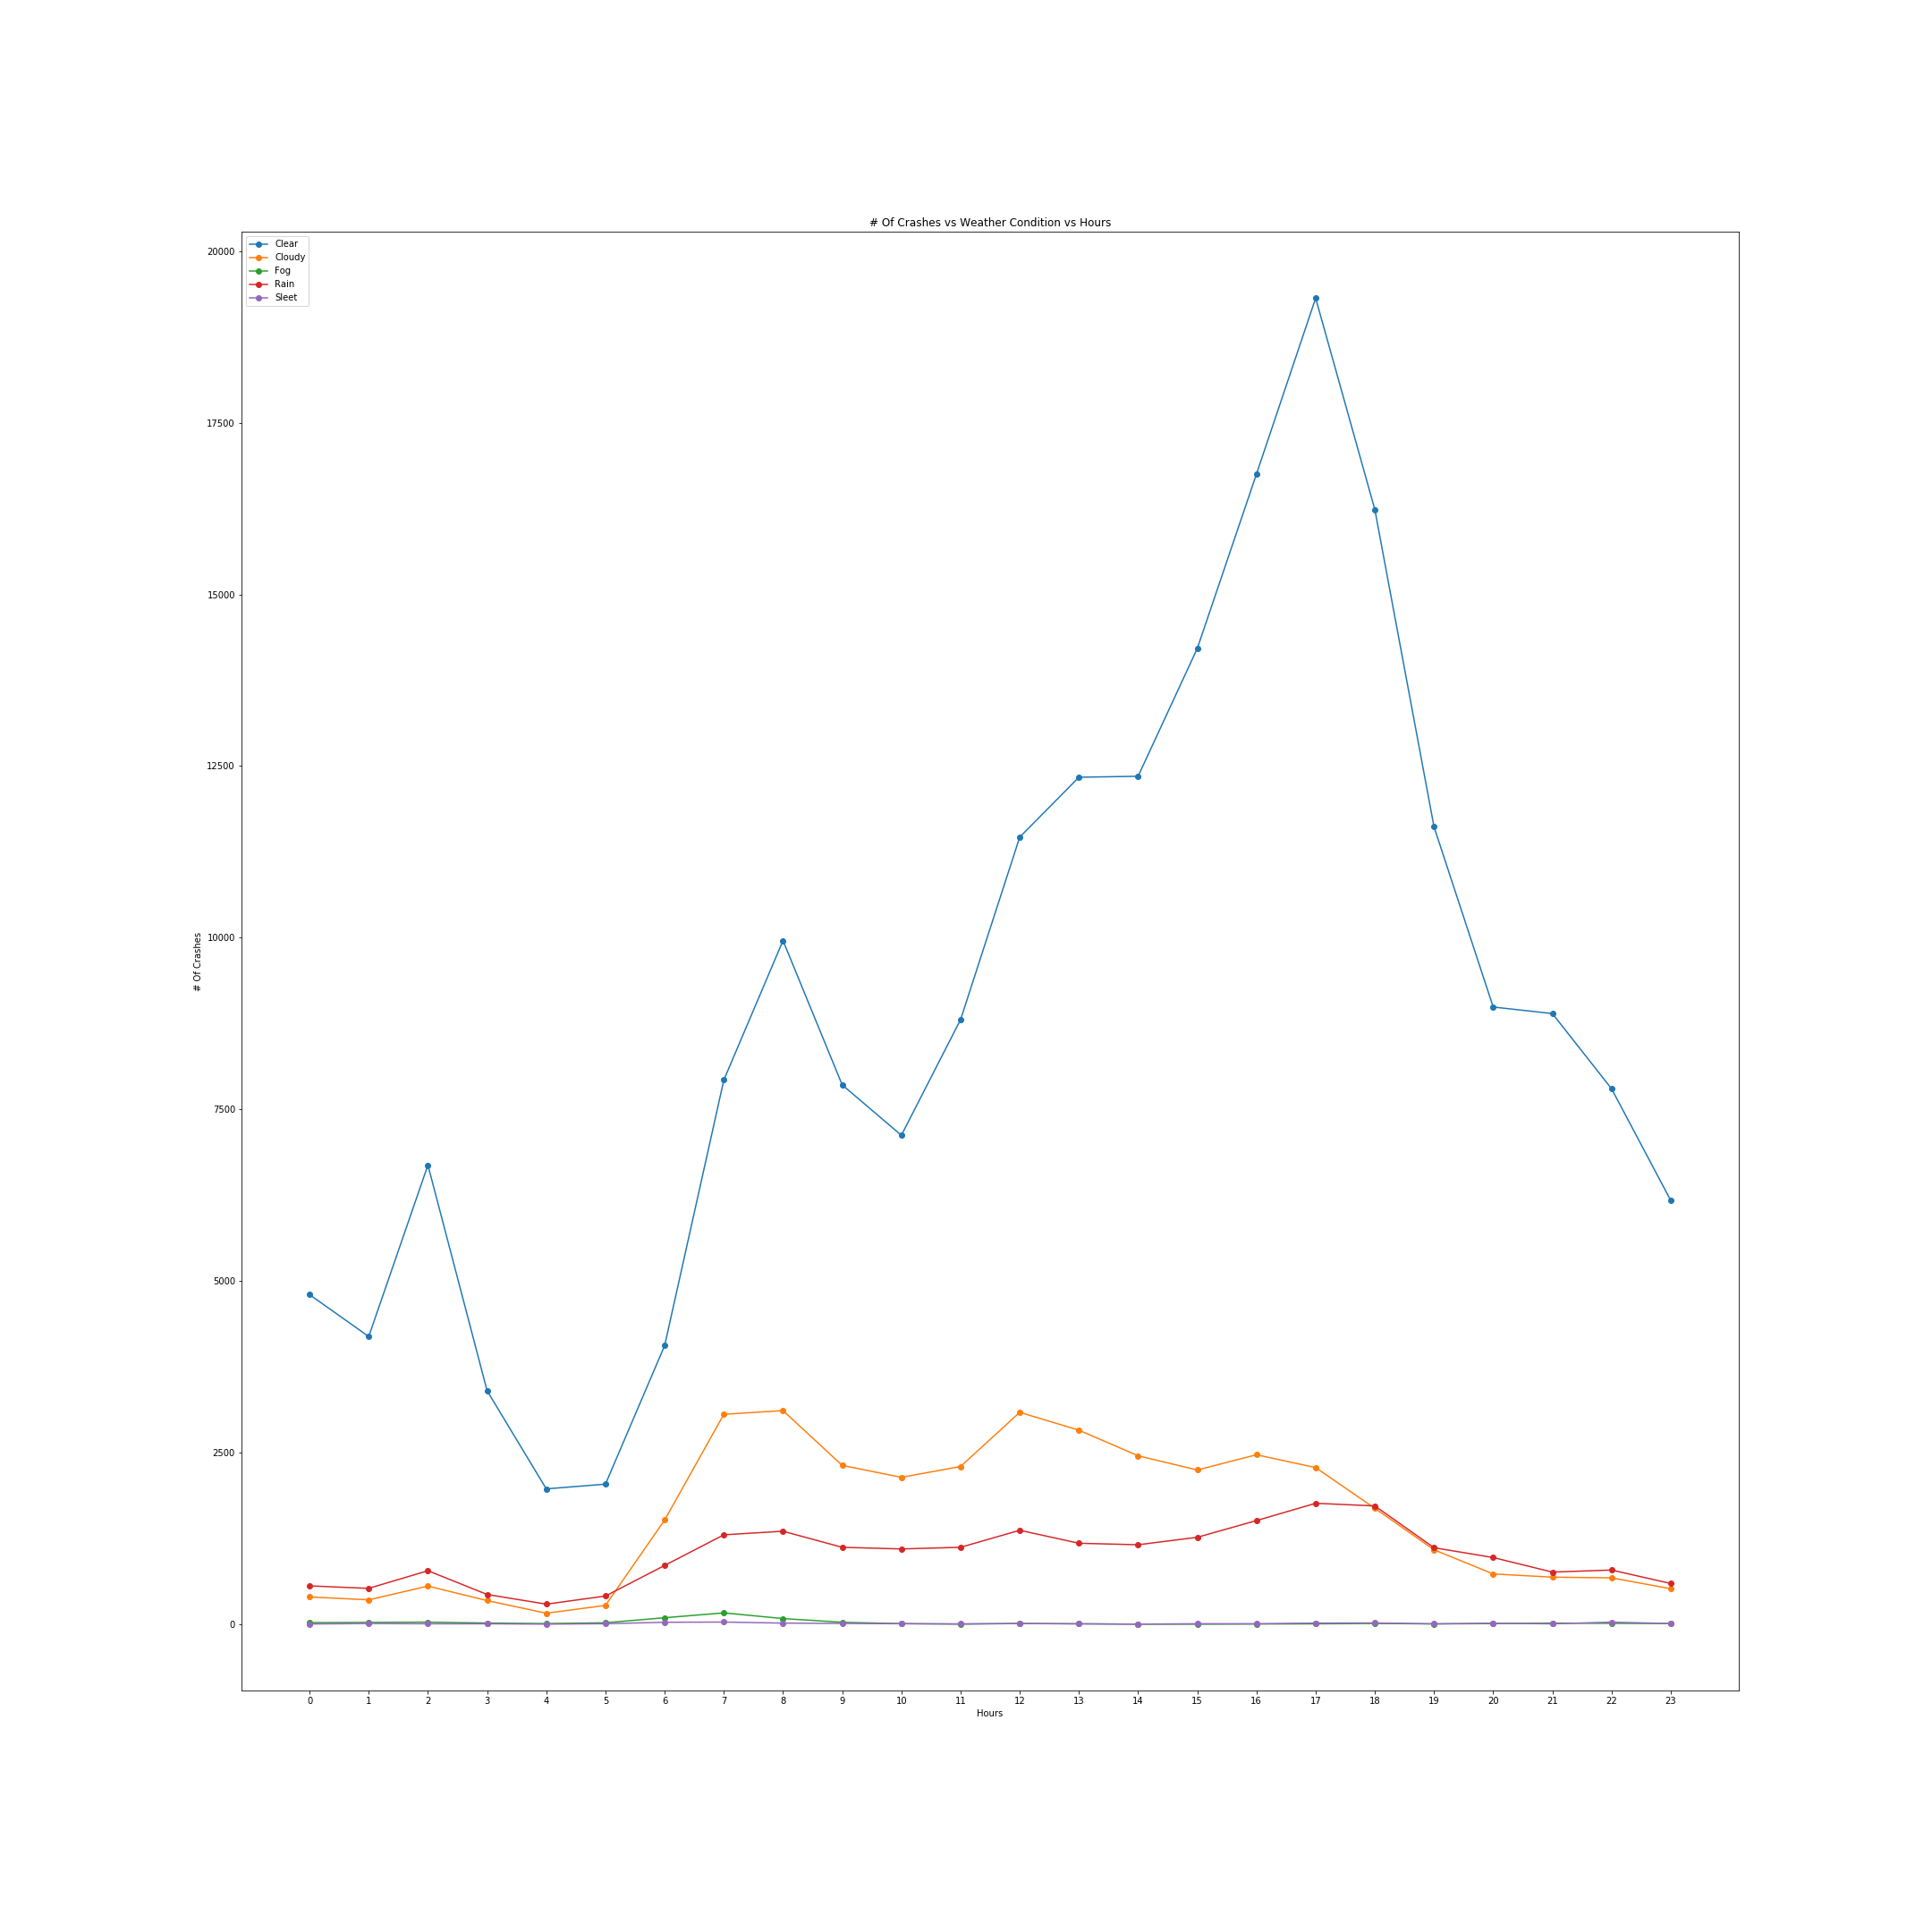 # Of Crashes vs Weather Condition vs Hours
Clear
Cloudy
Fog
Rain
Sleet
20000
17500
15000
12500
10000
7500
5000
2500
0
# Of Crashes
0 1 2 3 4 5 6 7 8 9 10 11 12 13 14 15 16 17 18 19 20 21 22 23
Hours